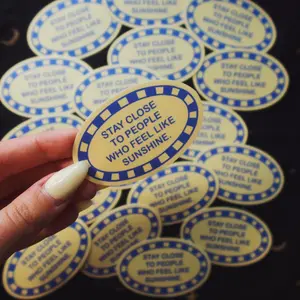 STAY CLOSE
TO PEOPLE
WHO FEEL LIKE
SUNSHINE.